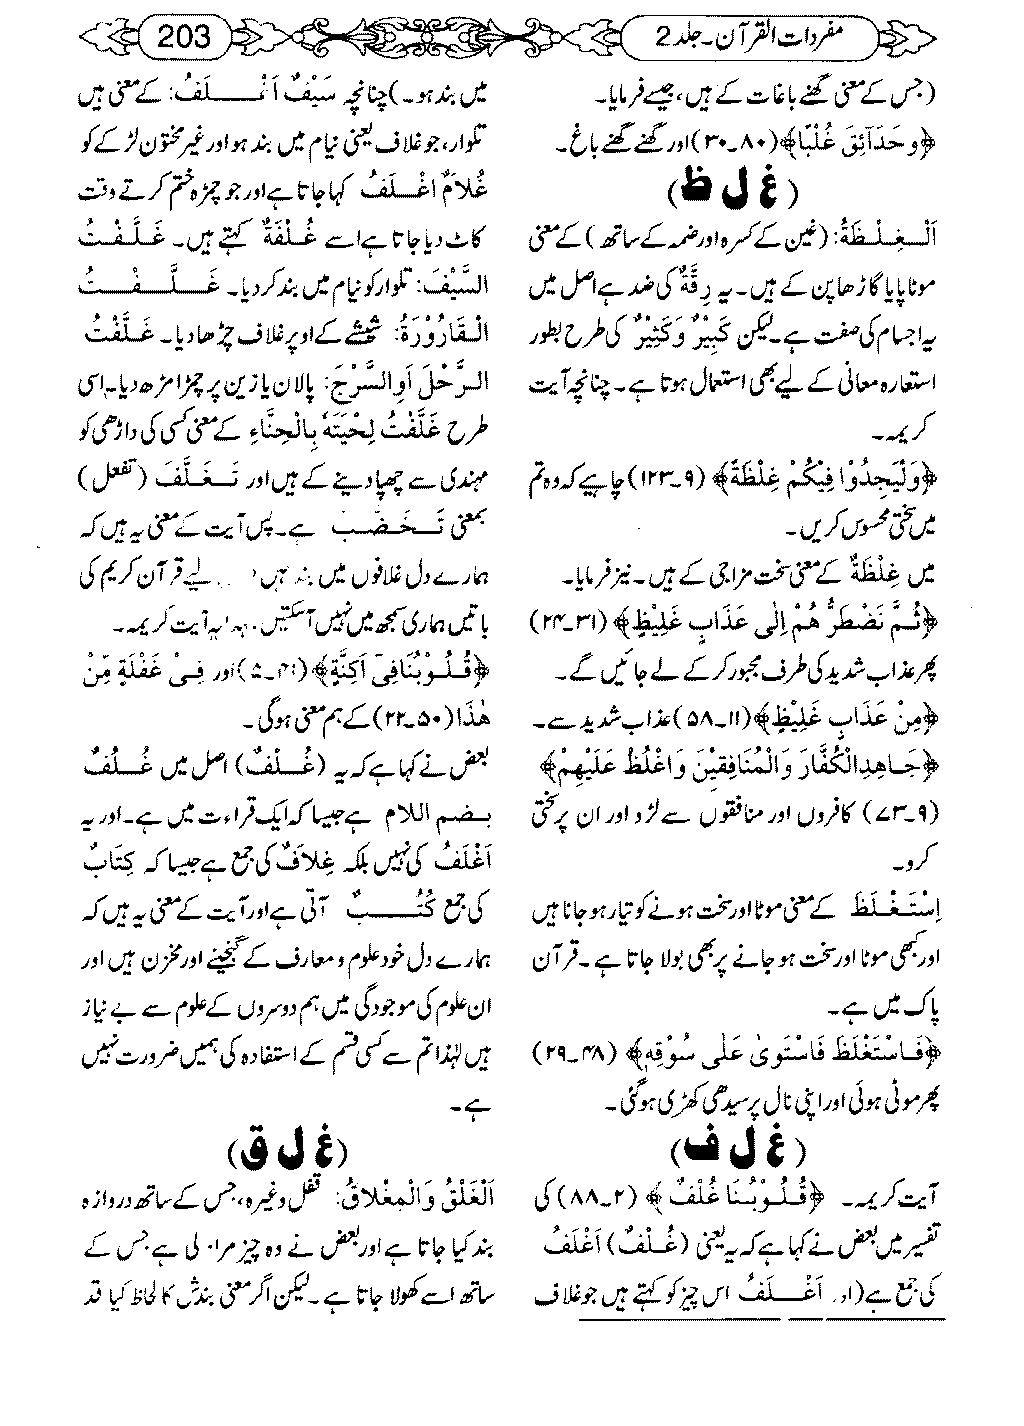 مفردات القرآن۔ جلد 2
203
(جس کے معنی گھنے باغات کے ہیں، جیسے فرمایا۔
﴿وَحَدَآئِقَ غُلْبًا﴾ (۸۰۔۳۰) اور گھنے گھنے باغ۔
(غ ل ظ)
اَلْغِلْظَةُ: (غین کے کسرہ اور ضمہ کے ساتھ) کے معنی
موٹاپا یا گاڑھاپن کے ہیں۔ یہ رِقَّةٌ کی ضد ہے اصل میں
یہ اجسام کی صفت ہے۔ لیکن کَبِیْرٌ وَکَثِیْرٌ کی طرح بطور
استعارہ معانی کے لیے بھی استعمال ہوتا ہے۔ چنانچہ آیت
کریمہ۔
﴿وَلْیَجِدُوْا فِیْکُمْ غِلْظَةً﴾ (۹۔۱۲۳) چاہیے کہ وہ تم
میں سختی محسوس کریں۔
میں غِلْظَةٌ کے معنی سخت مزاجی کے ہیں۔ نیز فرمایا۔
﴿ثُمَّ نَضْطَرُّ هُمْ اِلٰی عَذَابٍ غَلِیْظٍ﴾ (۳۱۔۲۴)
پھر عذاب شدید کی طرف مجبور کر کے لے جائیں گے۔
﴿مِنْ عَذَابٍ غَلِیْظٍ﴾ (۱۱۔۵۸) عذاب شدید سے۔
﴿جَاهِدِالْکُفَّارَ وَالْمُنَافِقِیْنَ وَاغْلُظْ عَلَیْهِمْ﴾
(۹۔۷۳) کافروں اور منافقوں سے لڑو اور ان پر سختی
کرو۔
اِسْتَغْلَظَ کے معنی موٹا اور سخت ہونے کو تیار ہو جانا ہیں
اور کبھی موٹا اور سخت ہو جانے پر بھی بولا جاتا ہے۔ قرآن
پاک میں ہے۔
﴿فَاسْتَغْلَظَ فَاسْتَوٰی عَلٰی سُوْقِهٖ﴾ (۴۸۔۲۹)
پھر موٹی ہوئی اور اپنی نال پر سیدھی کھڑی ہوگئی۔
(غ ل ف)
آیت کریمہ۔ ﴿قُلُوْبُنَا غُلْفٌ﴾ (۲۔۸۸) کی
تفسیر میں بعض نے کہا ہے کہ یہ یعنی (غُلْفٌ) اَغْلَفُ
کی جمع ہے (اور اَغْلَفُ اس چیز کو کہتے ہیں جو غلاف
میں بند ہو۔) چنانچہ سَیْفٌ اَغْلَفُ: کے معنی ہیں
تلوار، جو غلاف یعنی نیام میں بند ہو اور غیر مختون لڑکے کو
غُلَامٌ اَغْلَفُ کہا جاتا ہے اور جو چمڑہ ختم کرتے وقت
کاٹ دیا جاتا ہے اسے غُلْفَةٌ کہتے ہیں۔ غَلَّفْتُ
السَّیْفَ: تلوار کو نیام میں بند کر دیا۔ غَلَّفْتُ
الْقَارُوْرَةَ: شیشے کے اوپر غلاف چڑھا دیا۔ غَلَّفْتُ
الرَّحْلَ اَوِالسَّرْجَ: پالان یا زین پر چمڑا مڑھ دیا۔ اسی
طرح غَلَّفْتُ لِحْیَتَهٗ بِالْحِنَّاءِ کے معنی کسی کی داڑھی کو
مہندی سے چھپا دینے کے ہیں اور تَغَلَّفَ (تفعل)
بمعنی تَخَضَّبَ ہے۔ پس آیت کے معنی یہ ہیں کہ
ہمارے دل غلافوں میں بند ہیں لیے قرآن کریم کی
باتیں ہماری سمجھ میں نہیں آسکتیں۔ یہ آیت کریمہ۔
﴿قُلُوْبُنَافِیْ اَکِنَّةٍ﴾ (۴۱۔۵) اور فِیْ غَفْلَةٍ مِّنْ
هٰذَا (۵۰۔۲۲) کے ہم معنی ہوگی۔
بعض نے کہا ہے کہ یہ (غُلْفٌ) اصل میں غُلُفٌ
بضم اللام ہے جیسا کہ ایک قراءت میں ہے۔ اور یہ
اَغْلَفُ کی نہیں بلکہ غِلَافٌ کی جمع ہے جیسا کہ کِتَابٌ
کی جمع کُتُبٌ آتی ہے اور آیت کے معنی یہ ہیں کہ
ہمارے دل خود علوم و معارف کے گنجینے اور مخزن ہیں اور
ان علوم کی موجودگی میں ہم دوسروں کے علوم سے بے نیاز
ہیں لہٰذا تم سے کسی قسم کے استفادہ کی ہمیں ضرورت نہیں
ہے۔
(غ ل ق)
اَلْغَلْقُ وَالْمِغْلَاقُ: قفل وغیرہ، جس کے ساتھ دروازہ
بند کیا جاتا ہے اور بعض نے وہ چیز مراد لی ہے جس کے
ساتھ اسے کھولا جاتا ہے۔ لیکن اگر معنی بندش کا لحاظ کیا قد